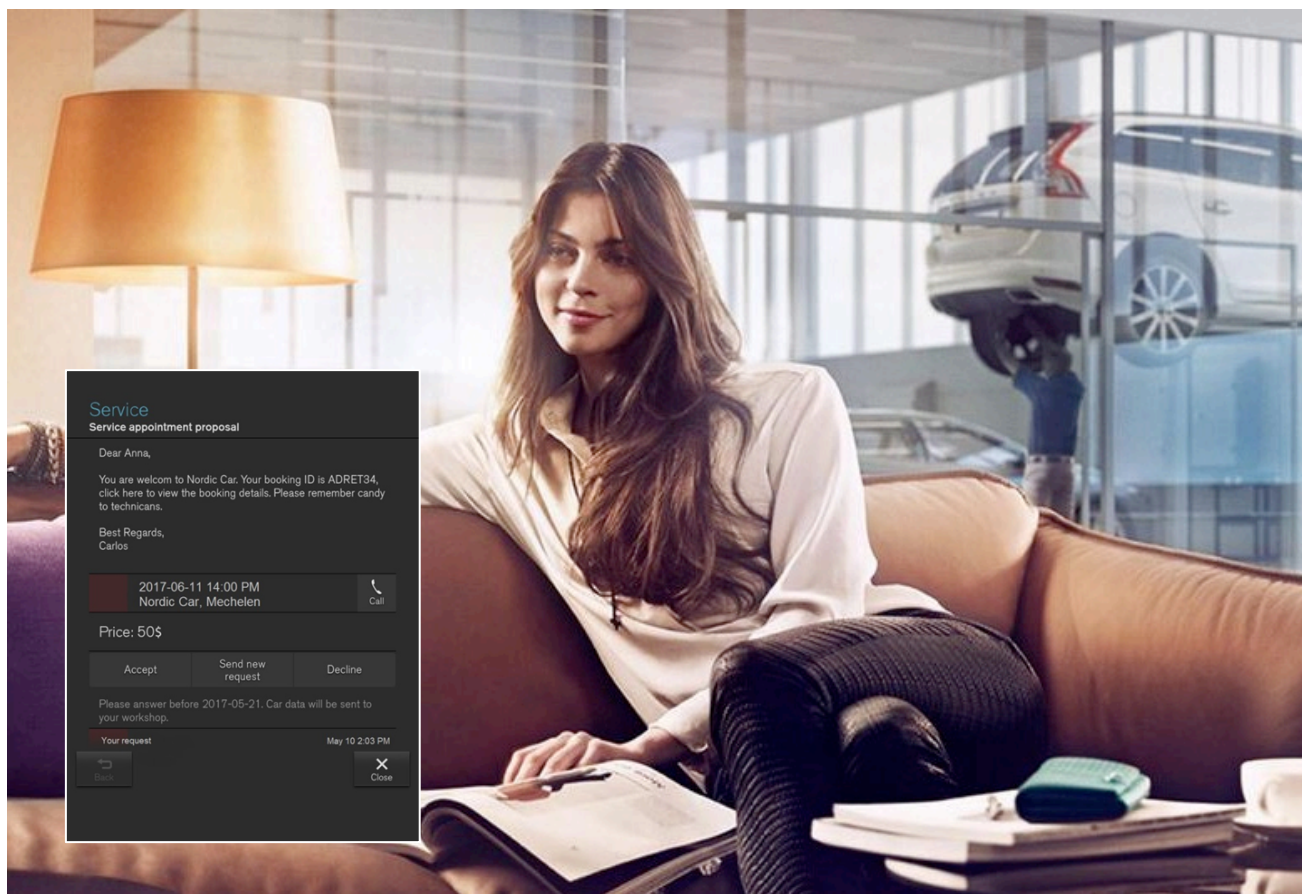 Service
Service appointment proposal
Dear Anna,
You are welcom to Nordic Car. Your booking ID is ADRET34,
click here to view the booking details. Please remember candy
to technicans.
Best Regards,
Carlos
2017-06-11 14:00 PM
Nordic Car, Mechelen
Call
Price: 50$
Accept
Send new
request
Decline
Please answer before 2017-05-21. Car data will be sent to
your workshop.
Your request
May 10 2:03 PM
Back
Close